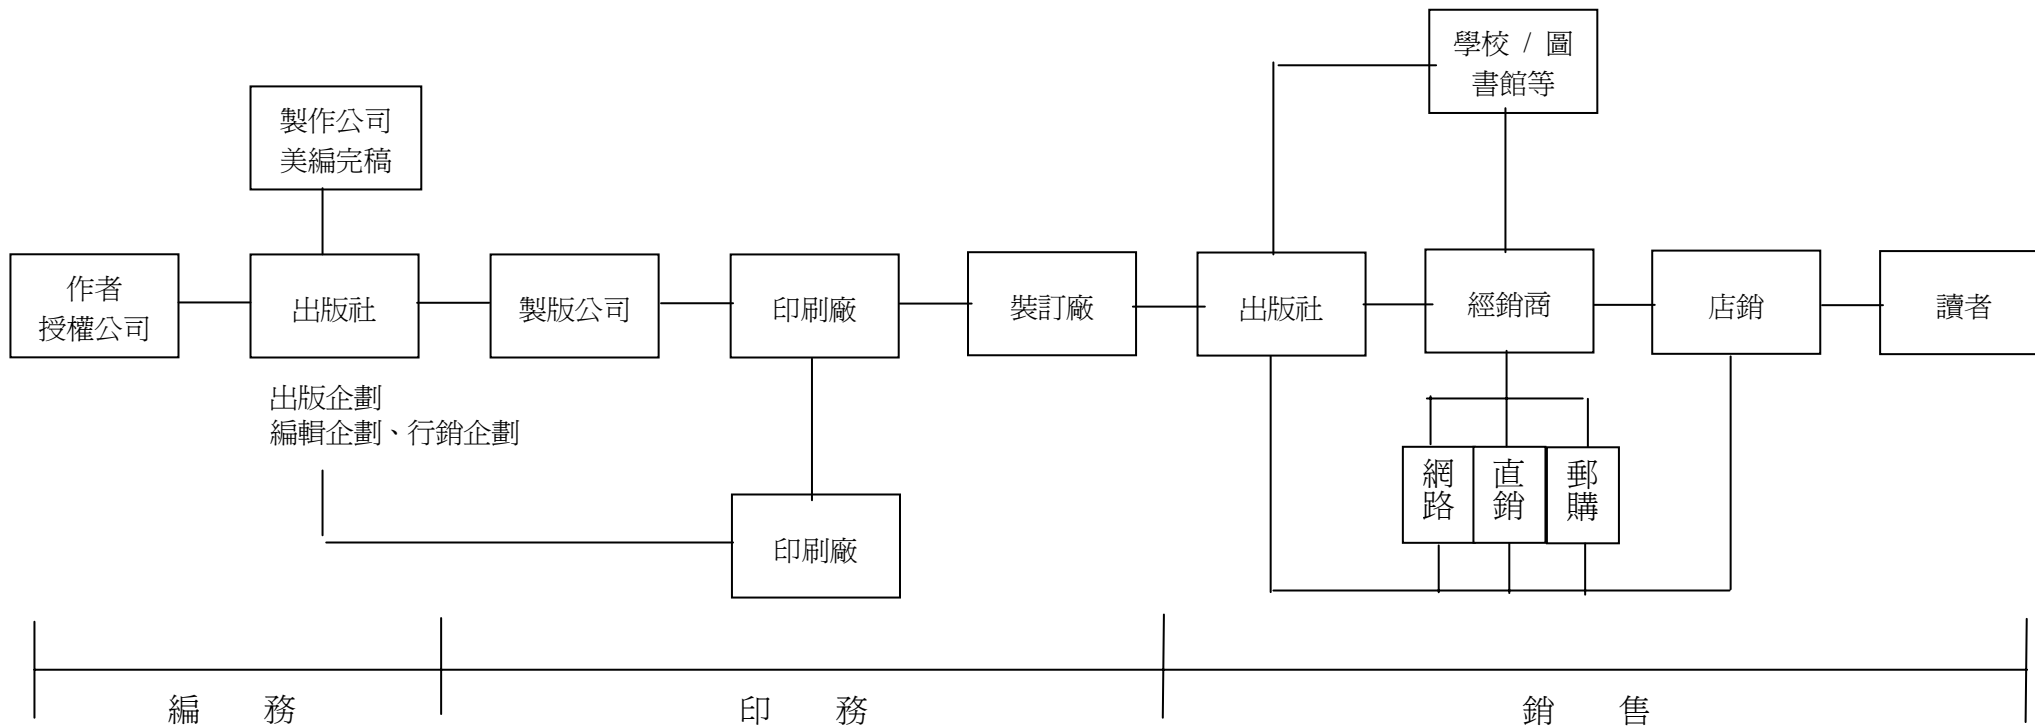 學校 / 圖
書館等
製作公司
美編完稿
作者
授權公司
出版社
製版公司
印刷廠
裝訂廠
出版社
經銷商
店銷
讀者
出版企劃
編輯企劃、行銷企劃
網路
直銷
郵購
印刷廠
編 務
印 務
銷 售